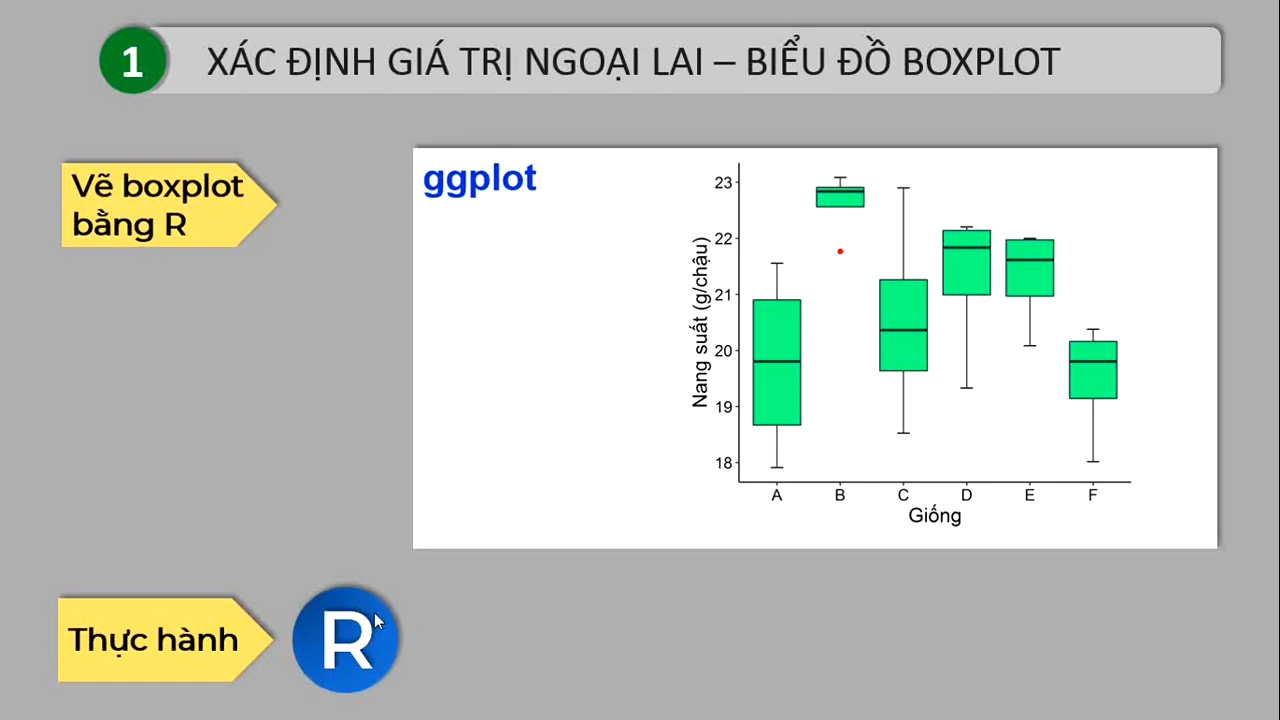 1
XÁC ĐỊNH GIÁ TRỊ NGOẠI LAI – BIỂU ĐỒ BOXPLOT
Vẽ boxplot
bằng R
ggplot
Nang suất (g/chậu)
23
22
21
20
19
18
A B C D E F
Giống
Thực hành
R